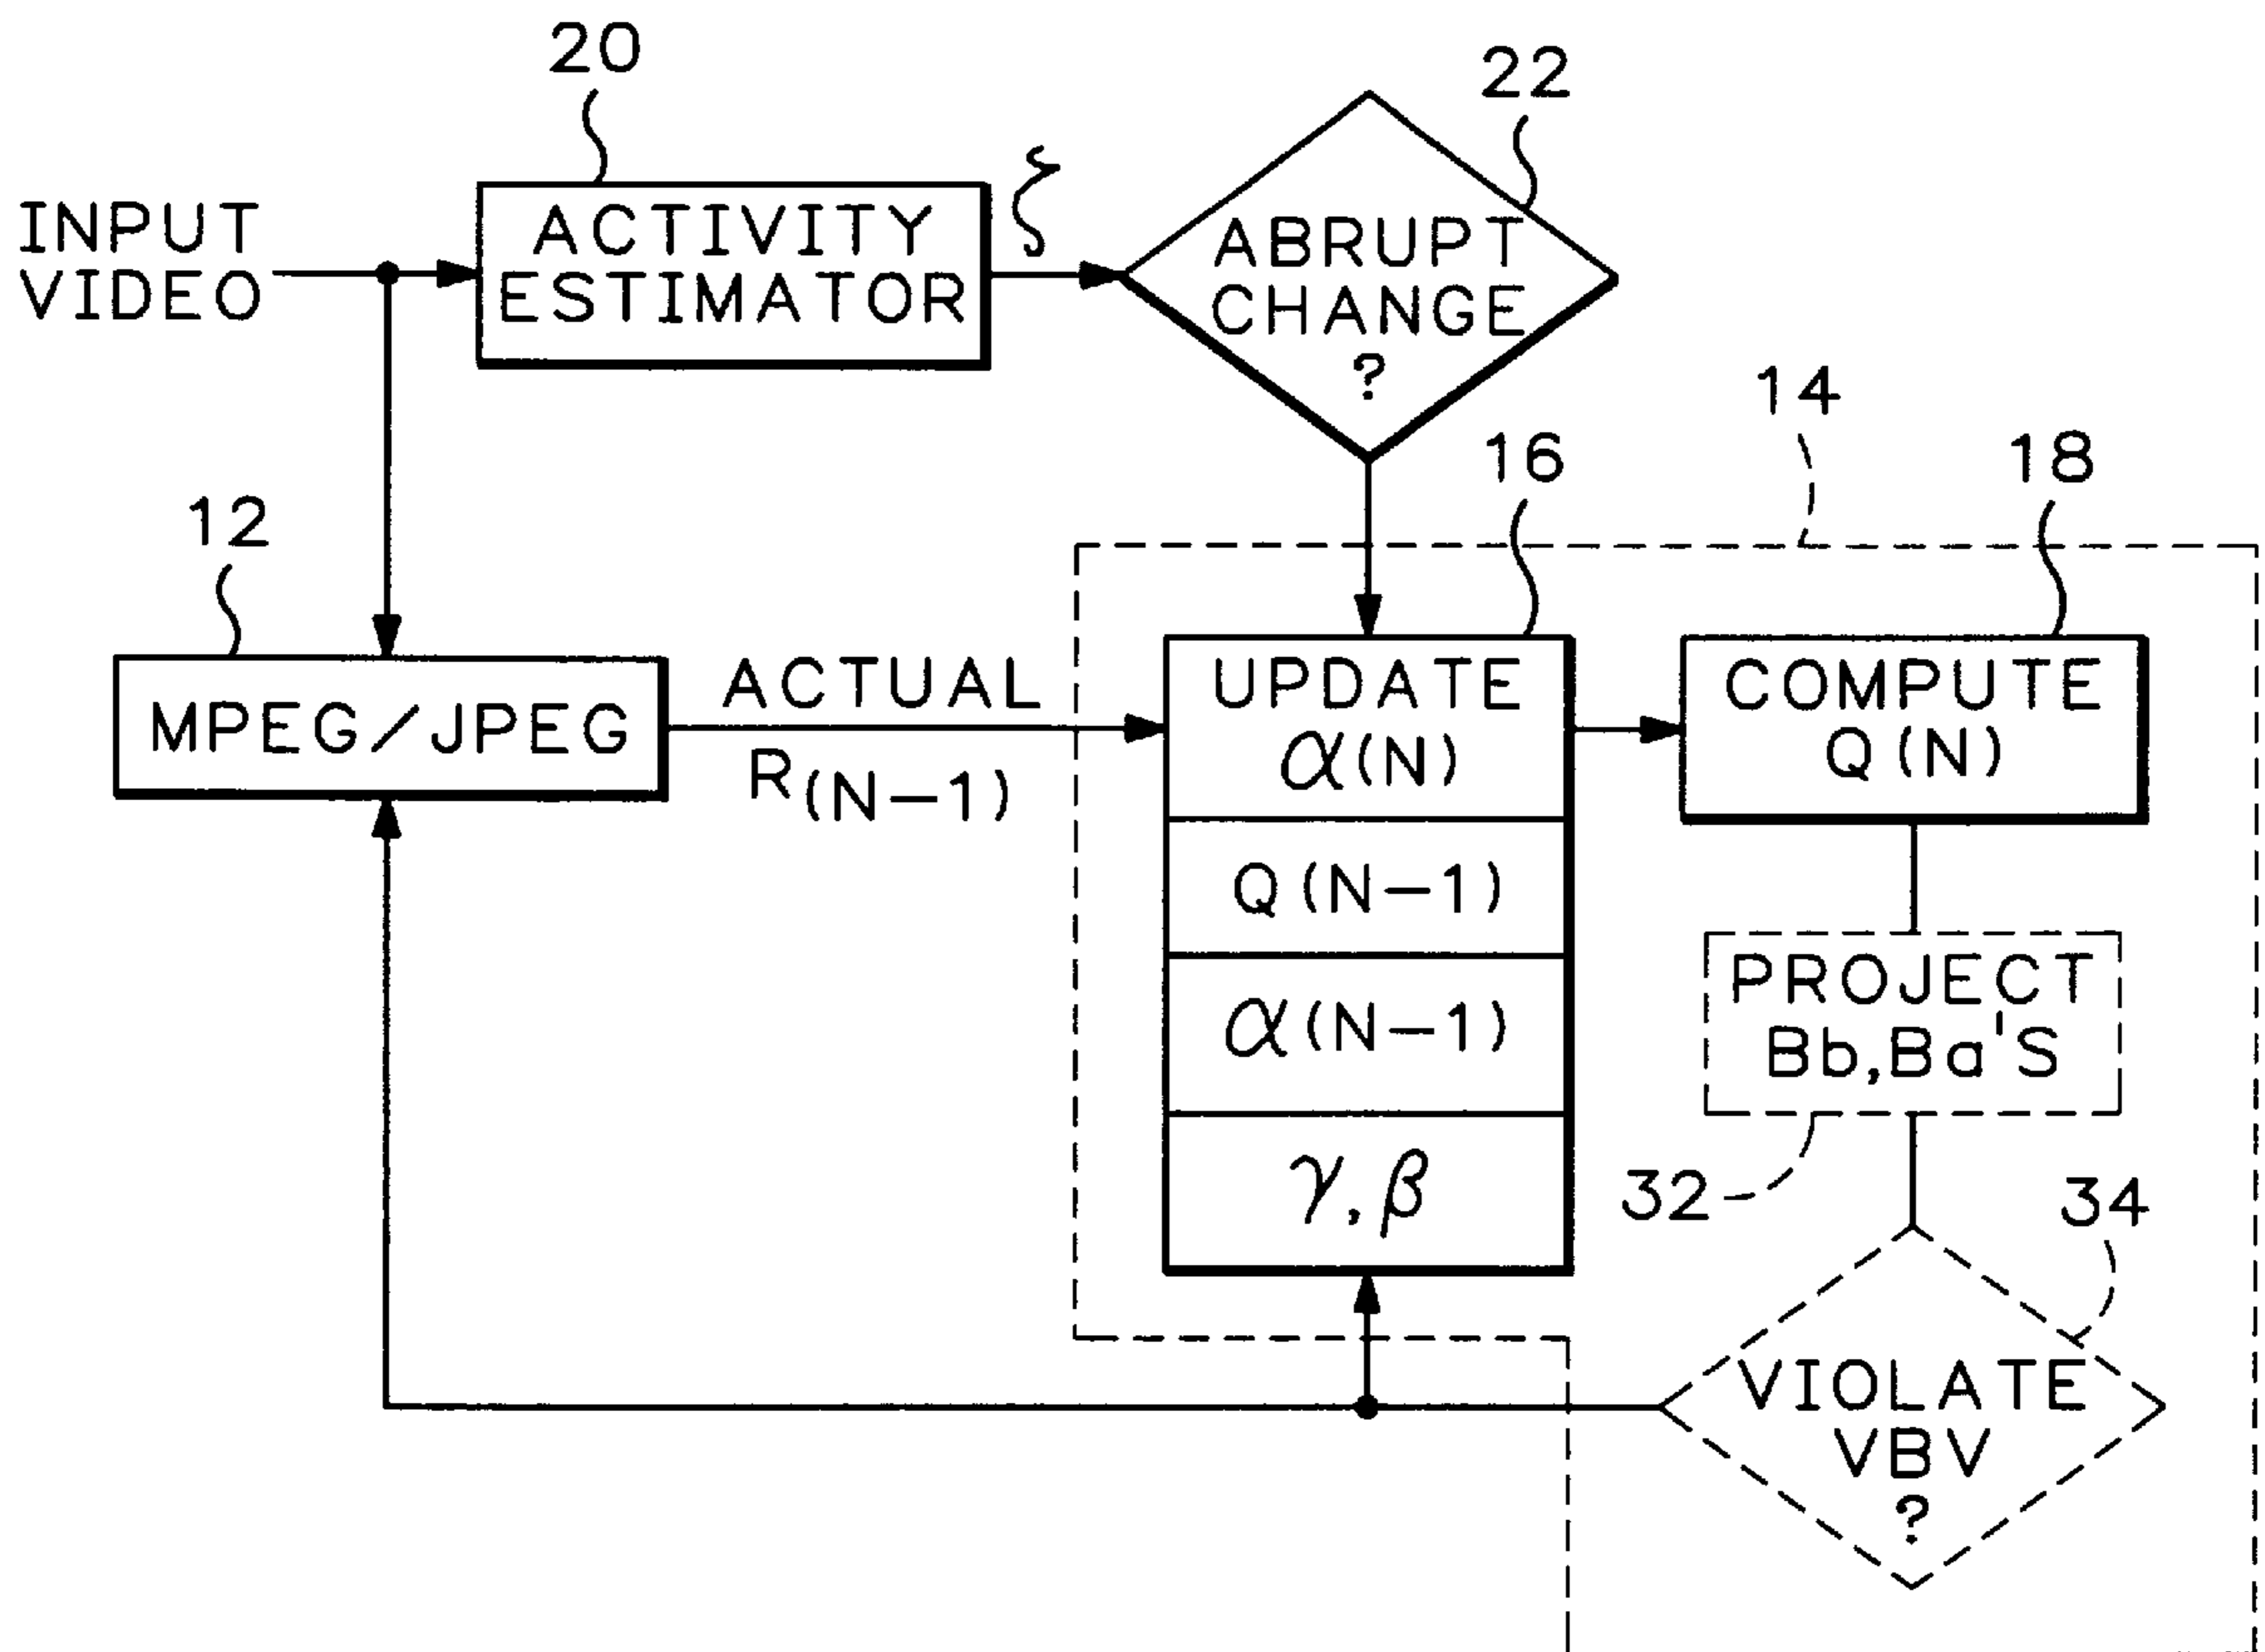 20
22
INPUT
VIDEO
ACTIVITY
ESTIMATOR
ξ
ABRUPT
CHANGE
?
14
16
18
12
MPEG/JPEG
ACTUAL
R(N-1)
UPDATE
α(N)
Q(N-1)
α(N-1)
γ,β
COMPUTE
Q(N)
PROJECT
Bb,Ba'S
32
34
VIOLATE
VBV
?